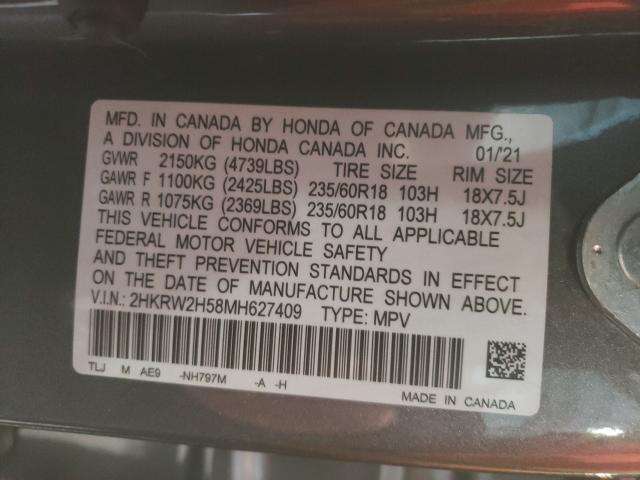 MFD. IN CANADA BY HONDA OF CANADA MFG.,
A DIVISION OF HONDA CANADA INC. 01/'21
GVWR 2150KG (4739LBS) TIRE SIZE RIM SIZE
GAWR F 1100KG (2425LBS) 235/60R18 103H 18X7.5J
GAWR R 1075KG (2369LBS) 235/60R18 103H 18X7.5J
THIS VEHICLE CONFORMS TO ALL APPLICABLE
FEDERAL MOTOR VEHICLE SAFETY
AND THEFT PREVENTION STANDARDS IN EFFECT
ON THE DATE OF MANUFACTURE SHOWN ABOVE.
V.I.N.: 2HKRW2H58MH627409 TYPE: MPV
TLJ M AE9 -NH797M -A -H
MADE IN CANADA